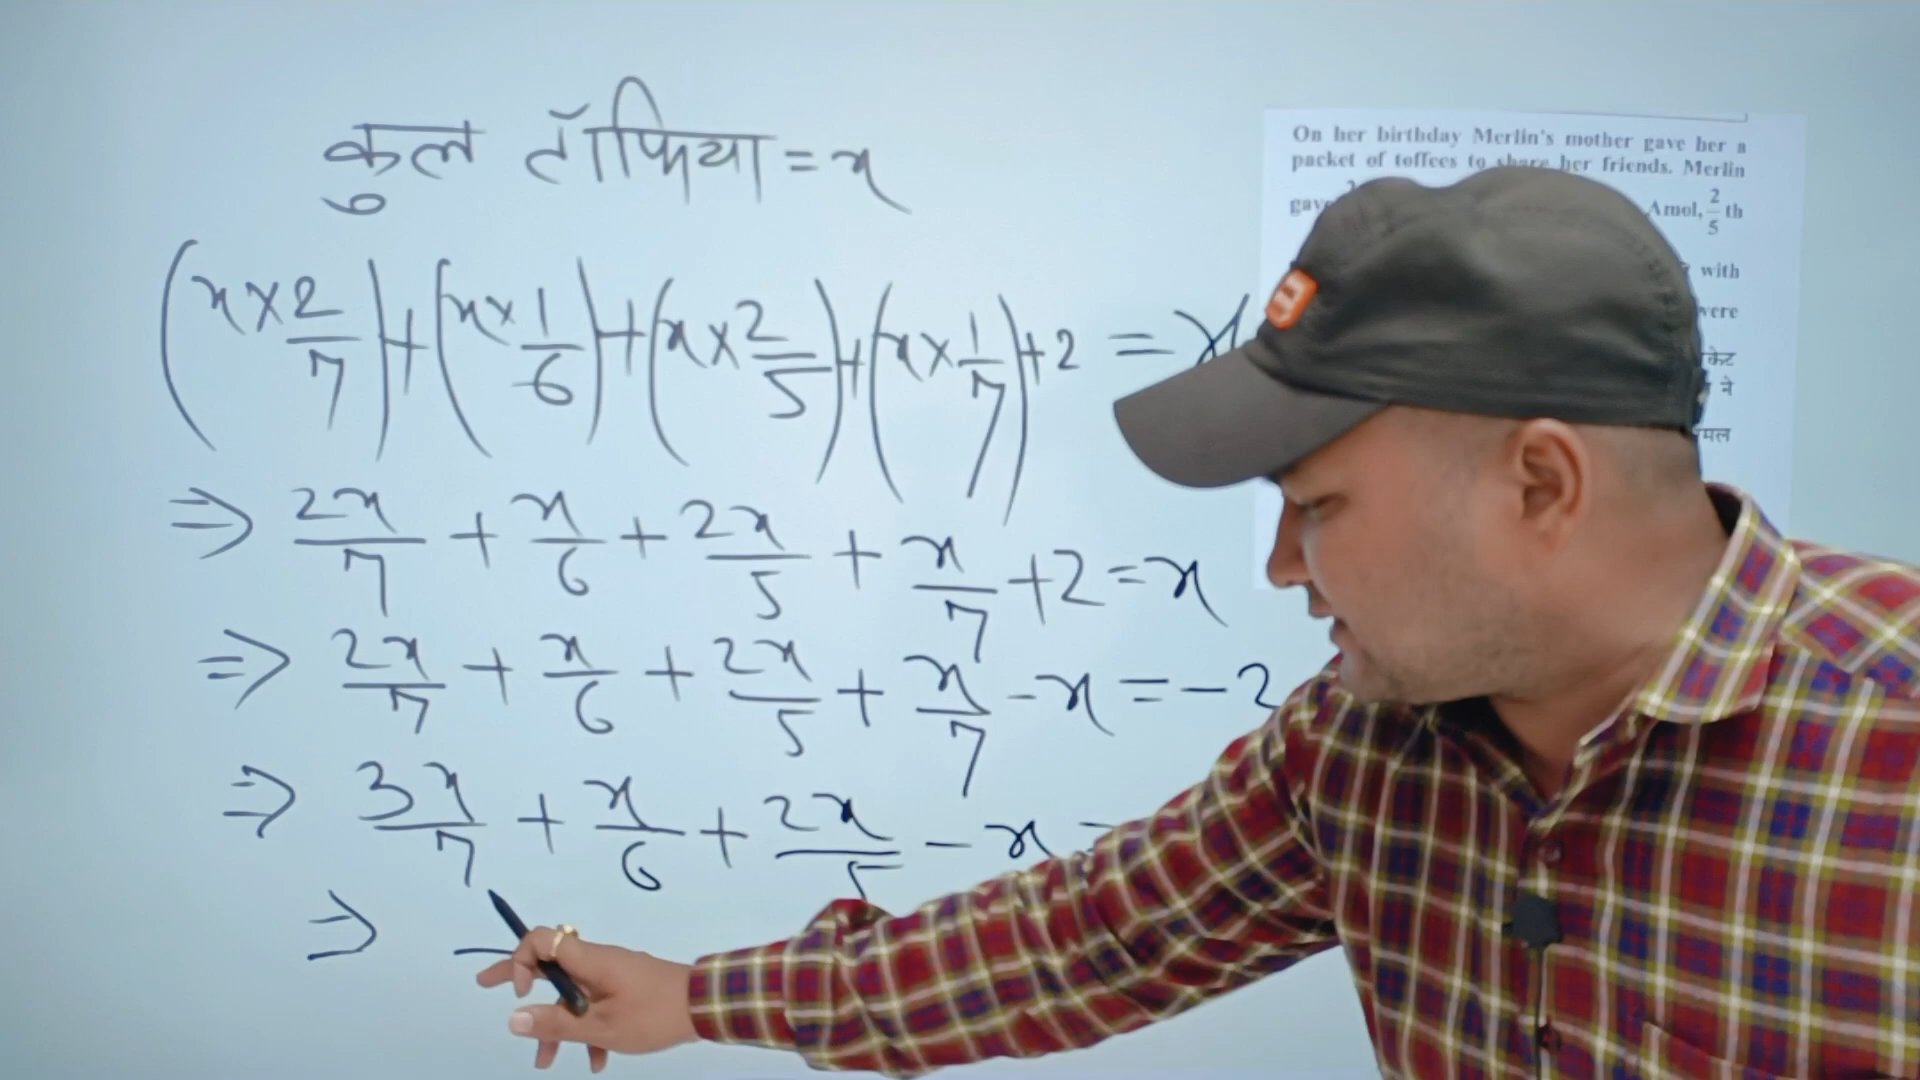 कुल टॉफिया = x
(x × 2/7) + (x × 1/6) + (x × 2/5) + (x × 1/7) + 2 = x
⇒ 2x/7 + x/6 + 2x/5 + x/7 + 2 = x
⇒ 2x/7 + x/6 + 2x/5 + x/7 - x = -2
⇒ 3x/7 + x/6 + 2x/5 - x =
⇒
On her birthday Merlin's mother gave her a
packet of toffees to share her friends. Merlin
gave Amol, 2/5 th
with
were
केट
ने
मल